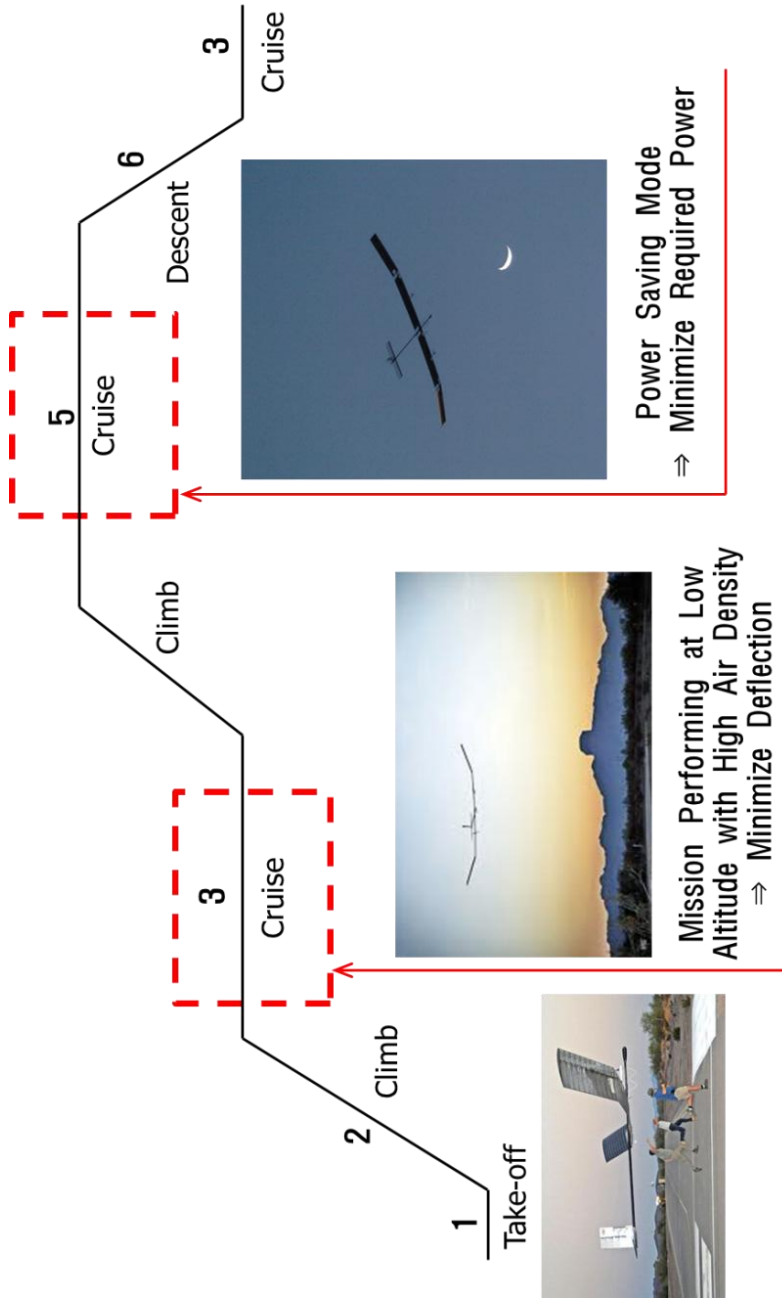 1
Take-off
2
Climb
3
Cruise
Climb
5
Cruise
6
Descent
3
Cruise
Mission Performing at Low
Altitude with High Air Density
⇒ Minimize Deflection
Power Saving Mode
⇒ Minimize Required Power